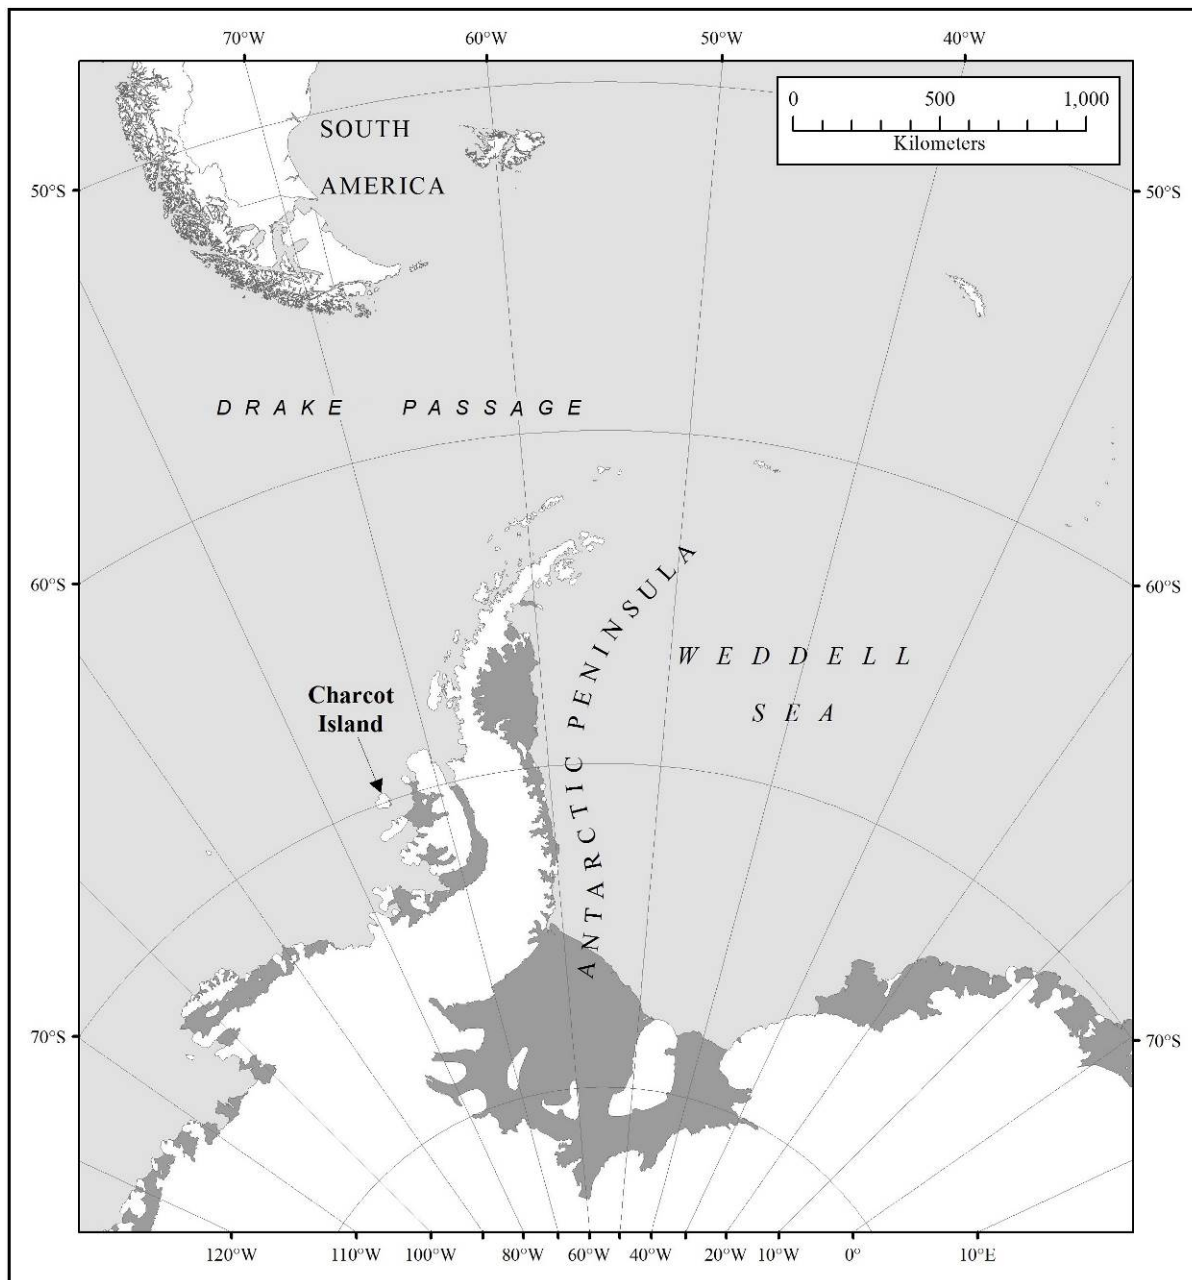 70°W 60°W 50°W 40°W
0 500 1,000
Kilometers
SOUTH
AMERICA
50°S 50°S
DRAKE PASSAGE
60°S 60°S
ANTARCTIC PENINSULA
WEDDELL
SEA
Charcot
Island
70°S 70°S
120°W 110°W 100°W 80°W 60°W 40°W 20°W 10°W 0° 10°E